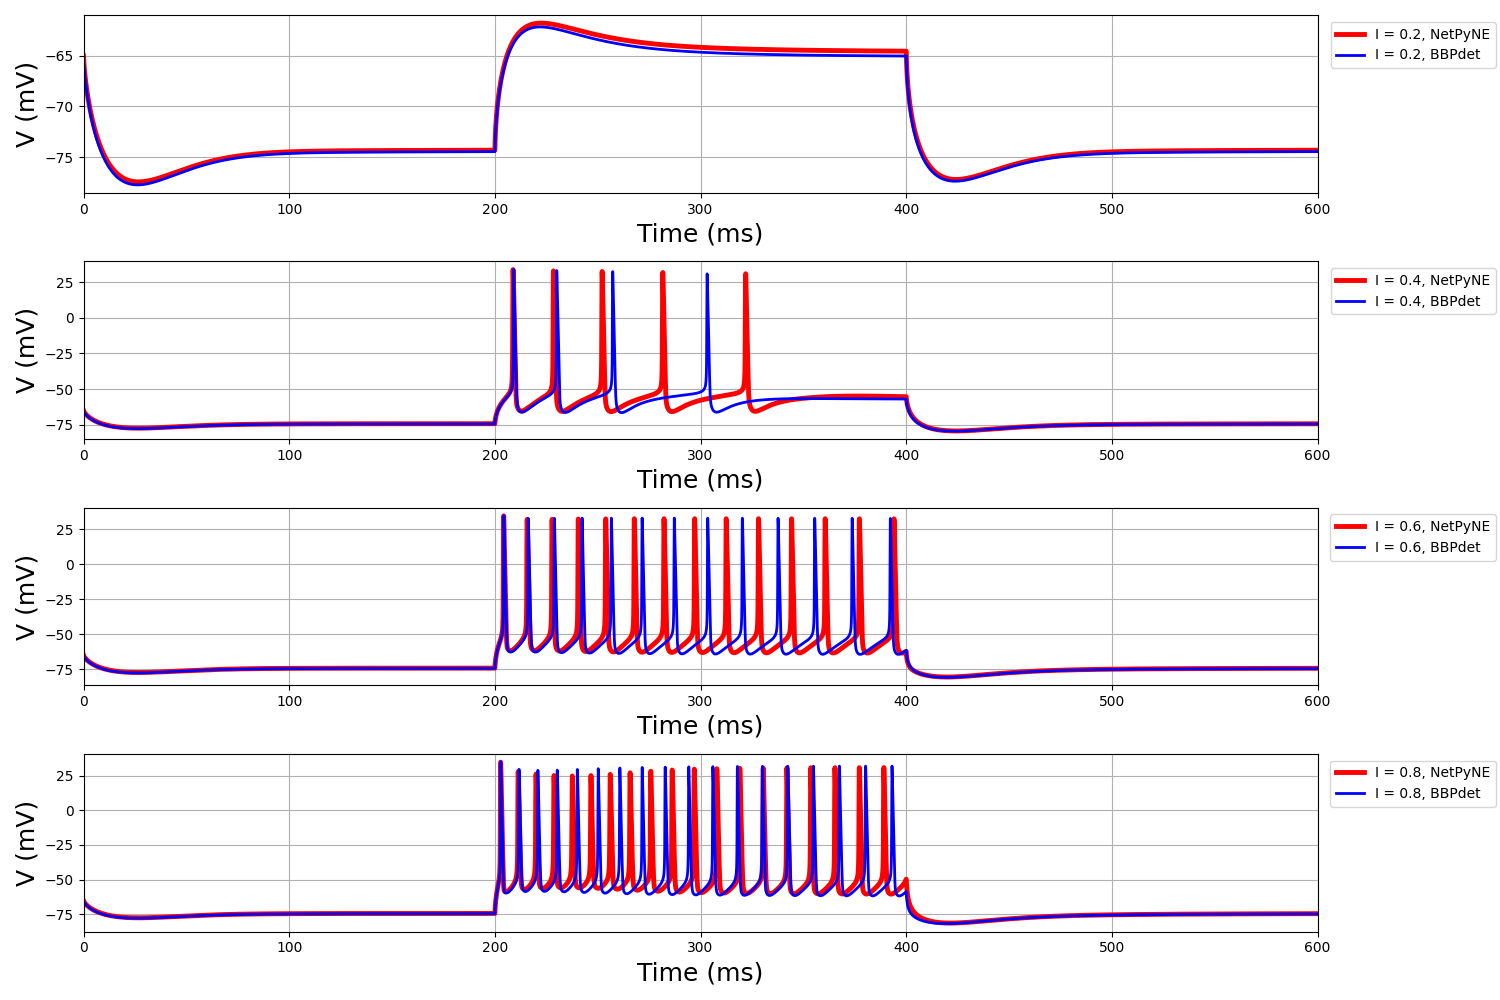 V (mV)
−65
−70
−75
0 100 200 300 400 500 600
Time (ms)
I = 0.2, NetPyNE
I = 0.2, BBPdet
V (mV)
25
0
−25
−50
−75
0 100 200 300 400 500 600
Time (ms)
I = 0.4, NetPyNE
I = 0.4, BBPdet
V (mV)
25
0
−25
−50
−75
0 100 200 300 400 500 600
Time (ms)
I = 0.6, NetPyNE
I = 0.6, BBPdet
V (mV)
25
0
−25
−50
−75
0 100 200 300 400 500 600
Time (ms)
I = 0.8, NetPyNE
I = 0.8, BBPdet